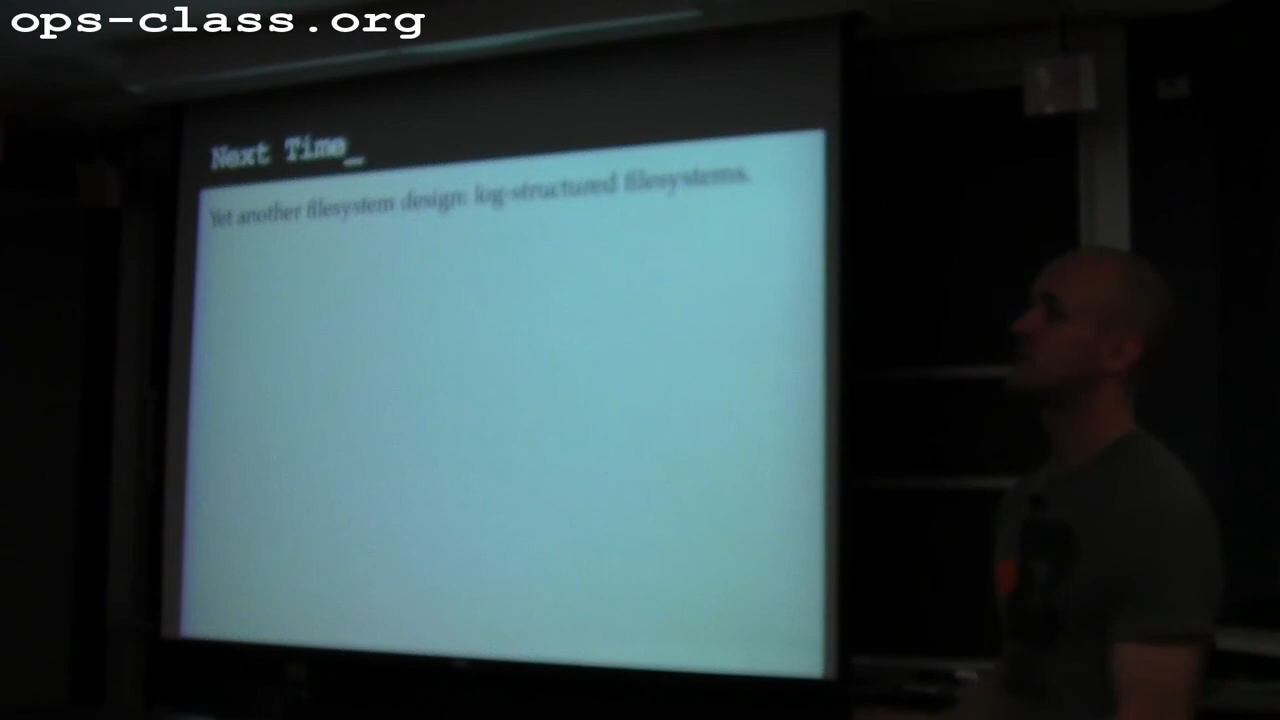 ops-class.org
Next Time_
Yet another filesystem design: log-structured filesystems.